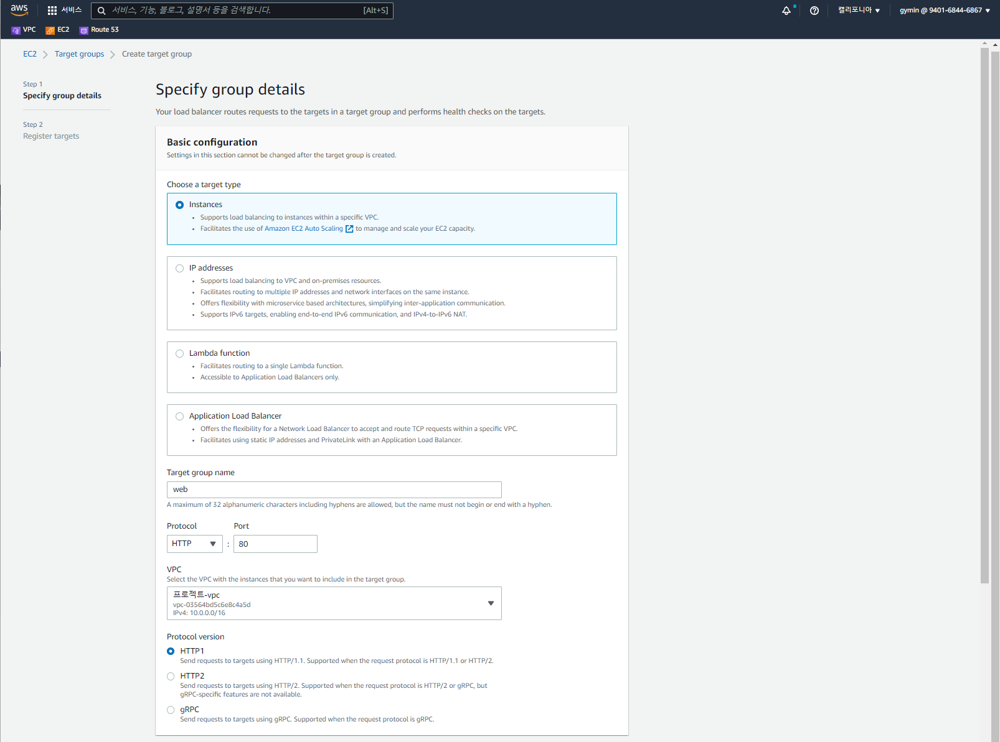 aws
서비스
서비스, 기능, 블로그, 설명서 등을 검색합니다.
[Alt+S]
캘리포니아 ▼
gymin @ 9401-6844-6867 ▼
VPC
EC2
Route 53
EC2 > Target groups > Create target group
Step 1
Specify group details
Step 2
Register targets
Specify group details
Your load balancer routes requests to the targets in a target group and performs health checks on the targets.
Basic configuration
Settings in this section cannot be changed after the target group is created.
Choose a target type
Instances
• Supports load balancing to instances within a specific VPC.
• Facilitates the use of Amazon EC2 Auto Scaling to manage and scale your EC2 capacity.
IP addresses
• Supports load balancing to VPC and on-premises resources.
• Facilitates routing to multiple IP addresses and network interfaces on the same instance.
• Offers flexibility with microservice based architectures, simplifying inter-application communication.
• Supports IPv6 targets, enabling end-to-end IPv6 communication, and IPv4-to-IPv6 NAT.
Lambda function
• Facilitates routing to a single Lambda function.
• Accessible to Application Load Balancers only.
Application Load Balancer
• Offers the flexibility for a Network Load Balancer to accept and route TCP requests within a specific VPC.
• Facilitates using static IP addresses and PrivateLink with an Application Load Balancer.
Target group name
web
A maximum of 32 alphanumeric characters including hyphens are allowed, but the name must not begin or end with a hyphen.
Protocol
Port
HTTP
:
80
VPC
Select the VPC with the instances that you want to include in the target group.
프로젝트-vpc
vpc-03564bd5c6e8c4a5d
IPv4: 10.0.0.0/16
Protocol version
HTTP1
Send requests to targets using HTTP/1.1. Supported when the request protocol is HTTP/1.1 or HTTP/2.
HTTP2
Send requests to targets using HTTP/2. Supported when the request protocol is HTTP/2 or gRPC, but
gRPC-specific features are not available.
gRPC
Send requests to targets using gRPC. Supported when the request protocol is gRPC.